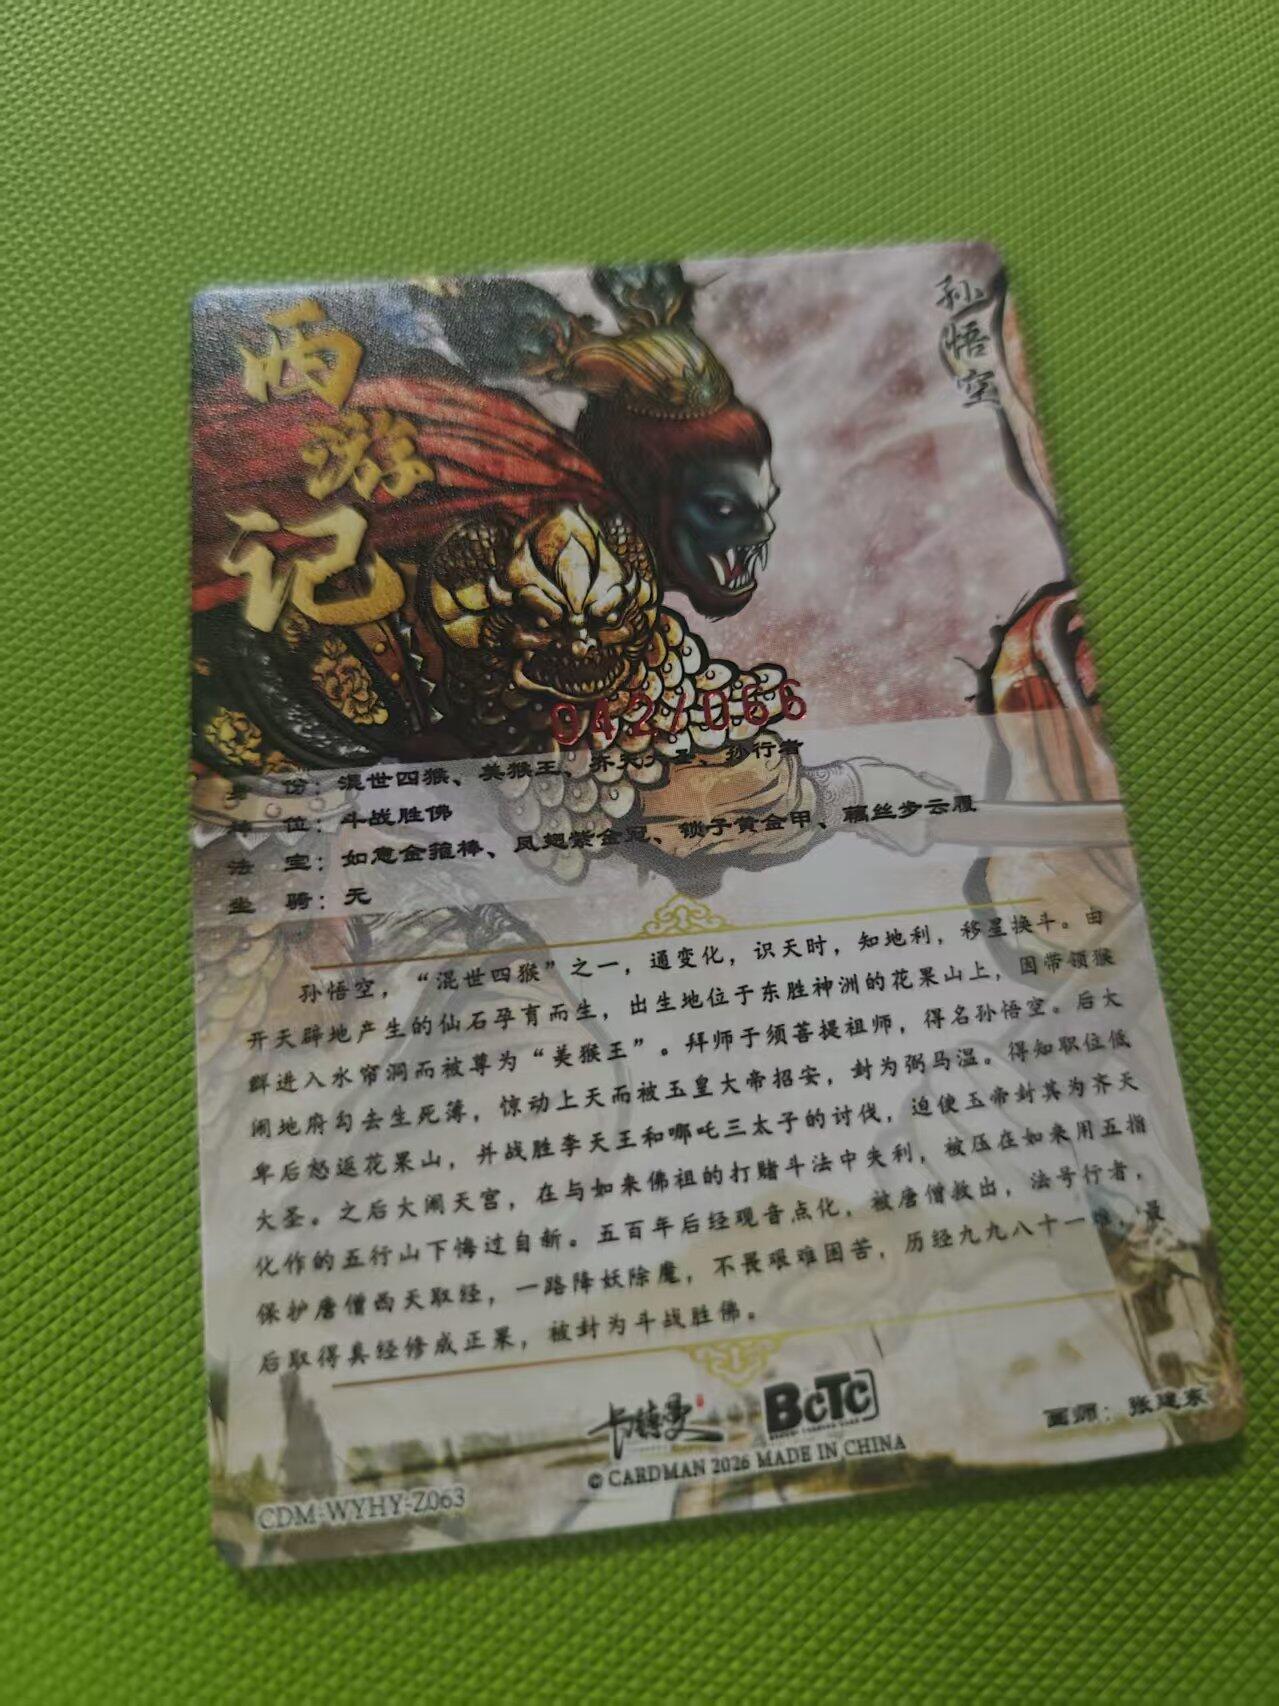 西游记
孙悟空
042/066
身 份：混世四猴、美猴王、齐天大圣、孙行者
神 位：斗战胜佛
法 宝：如意金箍棒、凤翅紫金冠、锁子黄金甲、藕丝步云履
坐 骑：无
孙悟空，“混世四猴”之一，通变化，识天时，知地利，移星换斗。由
开天辟地产生的仙石孕育而生，出生地位于东胜神洲的花果山上，因带领猴
群进入水帘洞而被尊为“美猴王”。拜师于须菩提祖师，得名孙悟空。后大
闹地府勾去生死薄，惊动上天而被玉皇大帝招安，封为弼马温。得知职位低
卑后怒返花果山，并战胜李天王和哪吒三太子的讨伐，迫使玉帝封其为齐天
大圣。之后大闹天宫，在与如来佛祖的打赌斗法中失利，被压在如来用五指
化作的五行山下悔过自新。五百年后经观音点化，被唐僧救出，法号行者，
保护唐僧西天取经，一路降妖除魔，不畏艰难困苦，历经九九八十一难，最
后取得真经修成正果，被封为斗战胜佛。
卡德曼 BCTC
画师：张建东
© CARDMAN 2026 MADE IN CHINA
CDM-WYHY-Z063